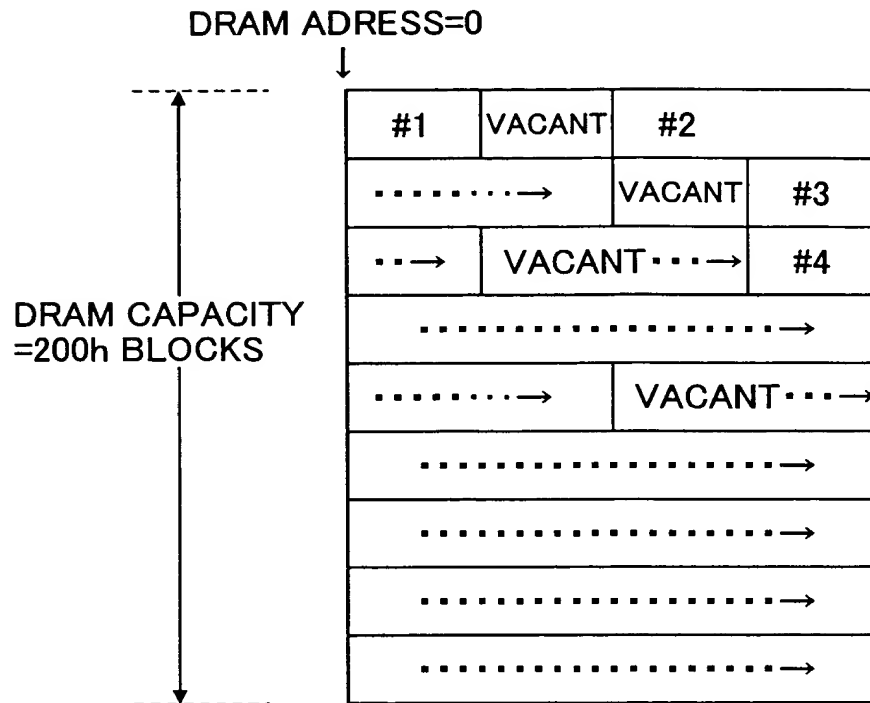 DRAM ADRESS=0
#1 VACANT #2
VACANT #3
VACANT #4
DRAM CAPACITY
=200h BLOCKS
VACANT